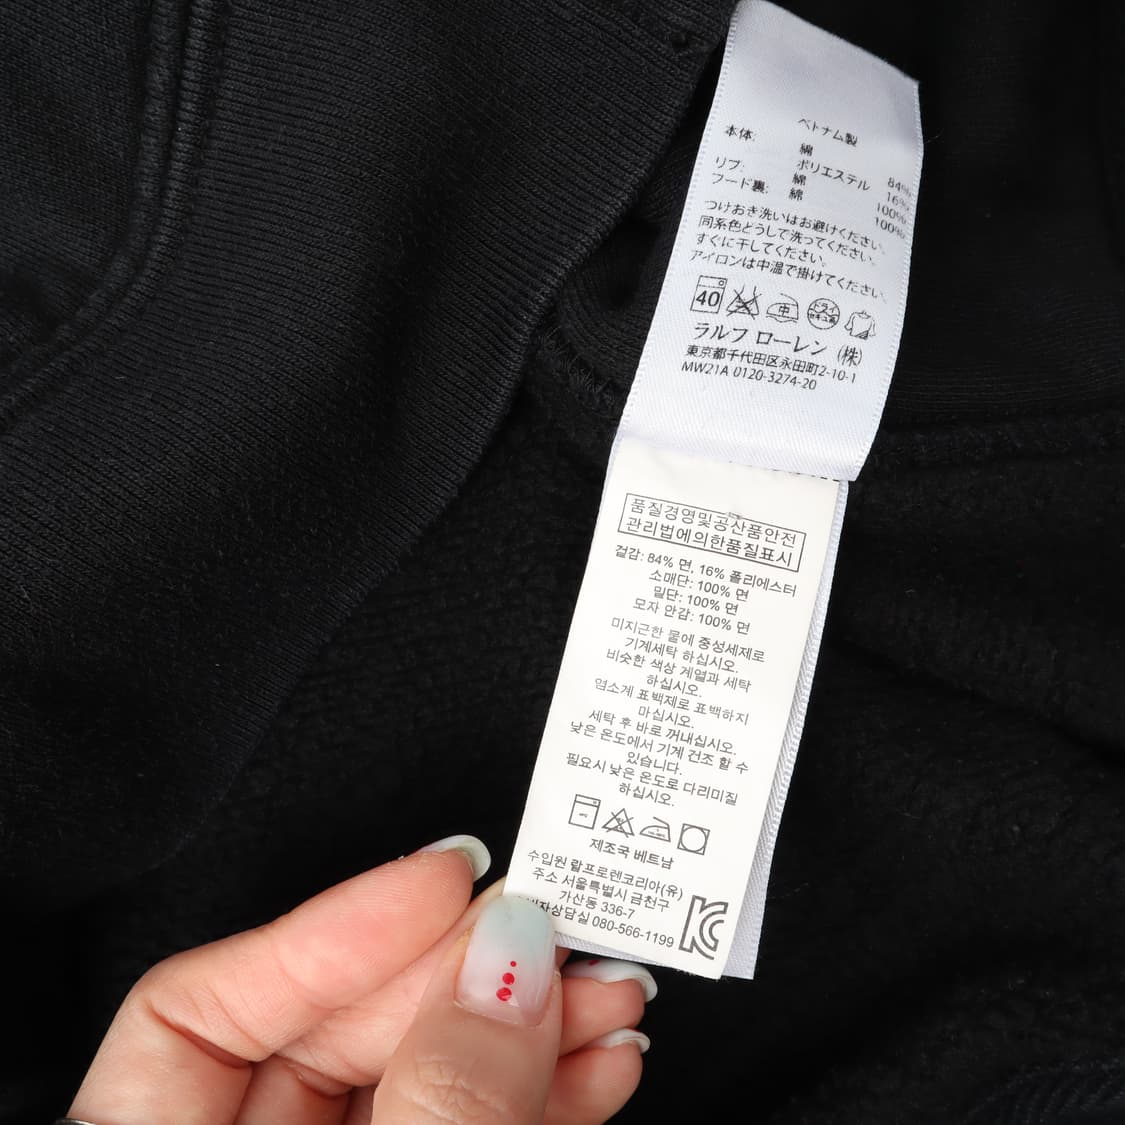 ベトナム製
本体: 綿 84%
ポリエステル 16%
リブ: 綿 100%
フード裏: 綿 100%
つけおき洗いはお避けください。
同系色どうしで洗ってください。
すぐに干してください。
アイロンは中温で掛けてください。
40 中 ドライ セキユ系
ラルフ ローレン (株)
東京都千代田区永田町2-10-1
MW21A 0120-3274-20
품질경영및공산품안전
관리법에의한품질표시
겉감: 84% 면, 16% 폴리에스터
소매단: 100% 면
밑단: 100% 면
모자 안감: 100% 면
미지근한 물에 중성세제로
기계세탁 하십시오.
비슷한 색상 계열과 세탁
하십시오.
염소계 표백제로 표백하지
마십시오.
세탁 후 바로 꺼내십시오.
낮은 온도에서 기계 건조 할 수
있습니다.
필요시 낮은 온도로 다리미질
하십시오.
제조국 베트남
수입원 랄프로렌코리아(유)
주소 서울특별시 금천구
가산동 336-7
자상담실 080-566-1199